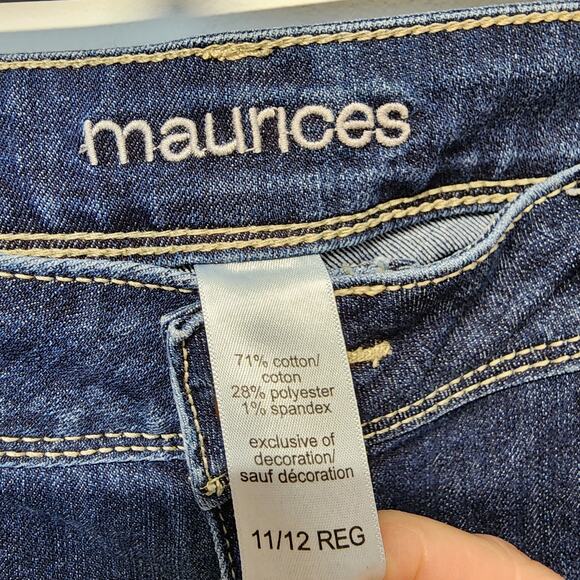 maurices
71% cotton/
coton
28% polyester
1% spandex
exclusive of
decoration/
sauf décoration
11/12 REG